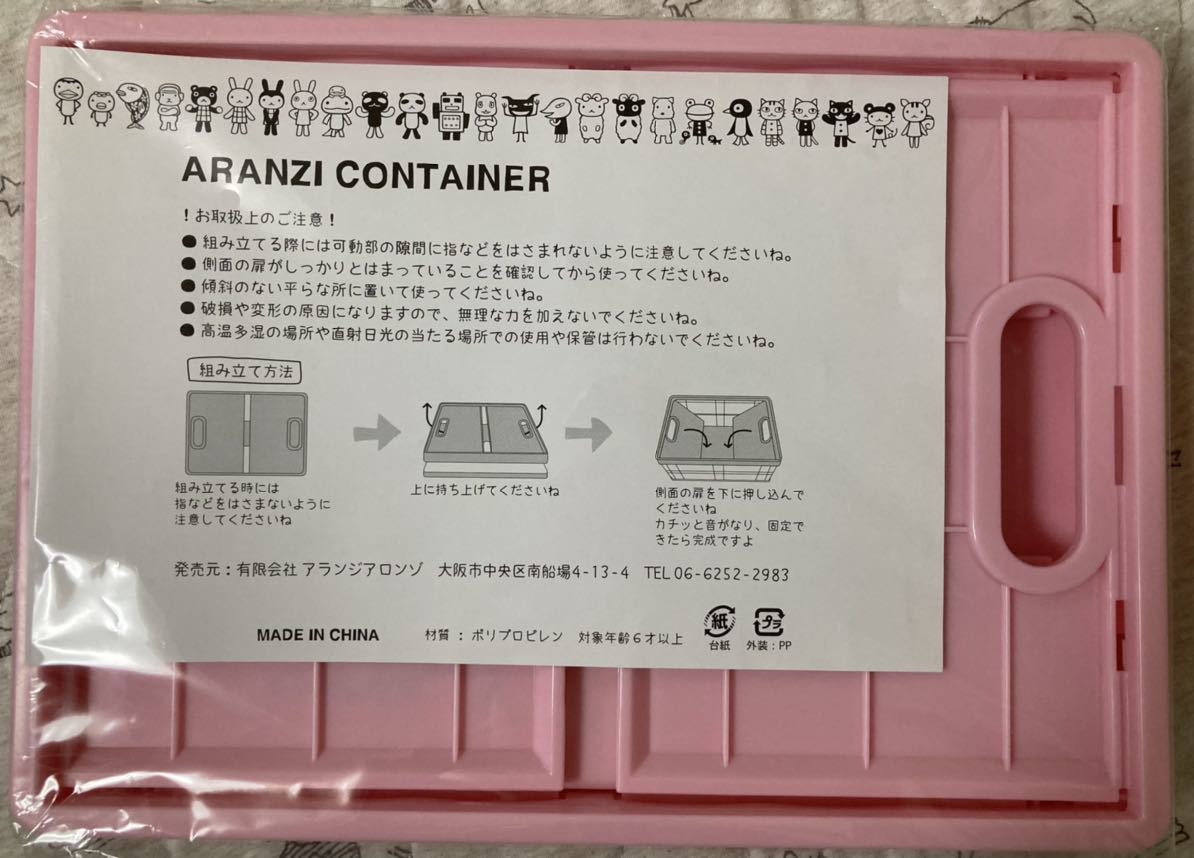 ARANZI CONTAINER
！お取扱上のご注意！
● 組み立てる際には可動部の隙間に指などをはさまれないように注意してくださいね。
● 側面の扉がしっかりとはまっていることを確認してから使ってくださいね。
● 傾斜のない平らな所に置いて使ってくださいね。
● 破損や変形の原因になりますので、無理な力を加えないでくださいね。
● 高温多湿の場所や直射日光の当たる場所での使用や保管は行わないでくださいね。
組み立て方法
組み立てる時には
指などをはさまないように
注意してくださいね
上に持ち上げてくださいね
側面の扉を下に押し込んで
くださいね
カチッと音がなり、固定で
きたら完成ですよ
発売元：有限会社 アランジアロンゾ 大阪市中央区南船場4-13-4 TEL 06-6252-2983
MADE IN CHINA 材質：ポリプロピレン 対象年齢６才以上
紙 プラ
台紙 外装：PP